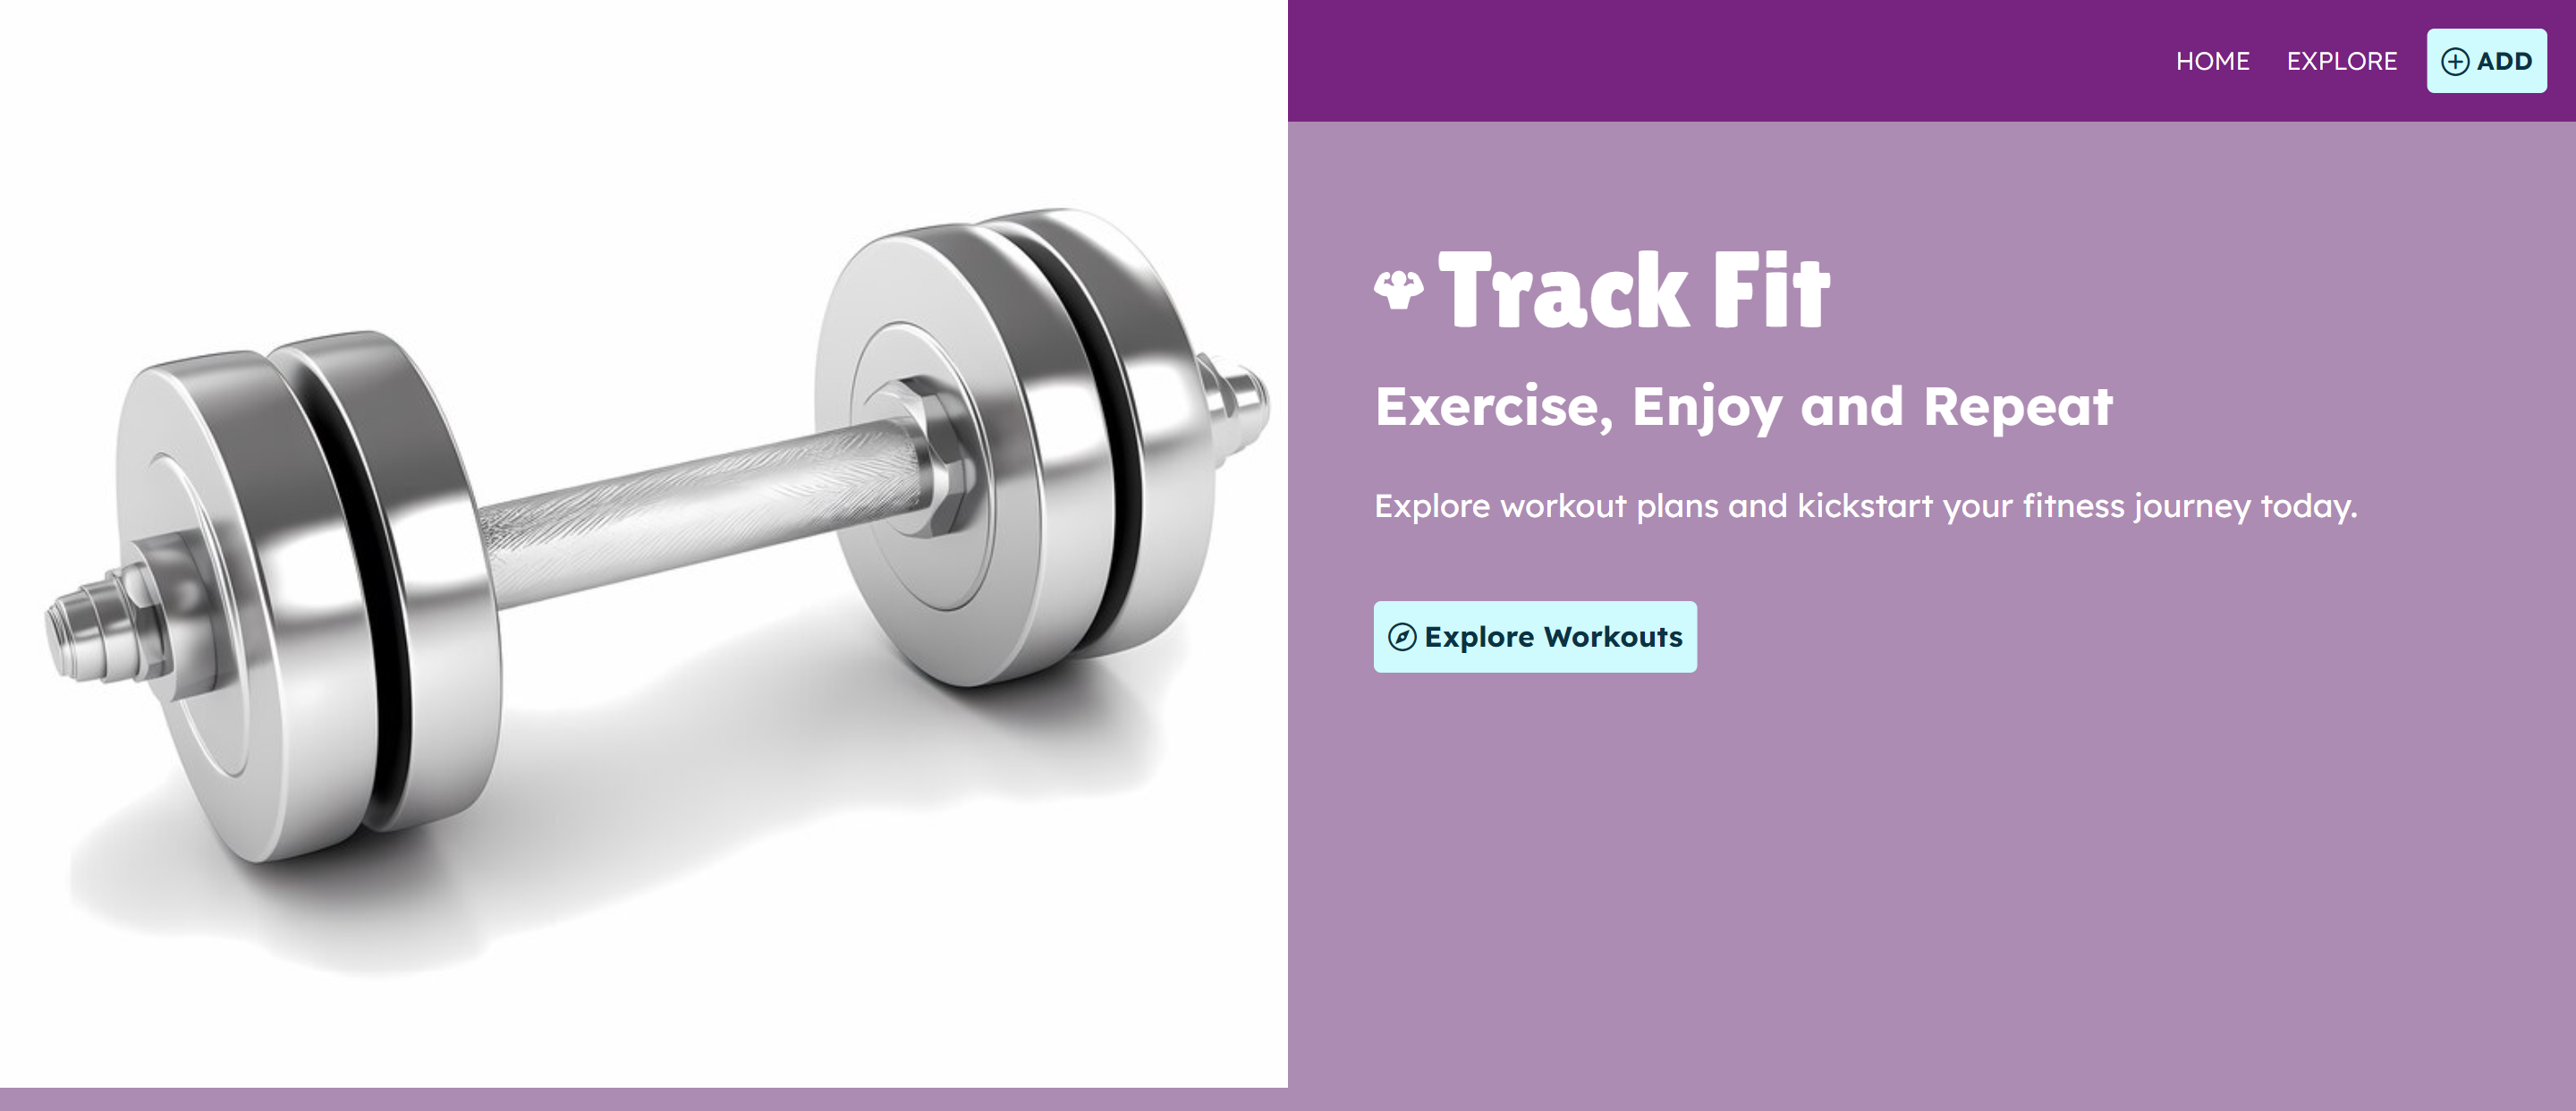 HOME EXPLORE ADD
Track Fit
Exercise, Enjoy and Repeat
Explore workout plans and kickstart your fitness journey today.
Explore Workouts